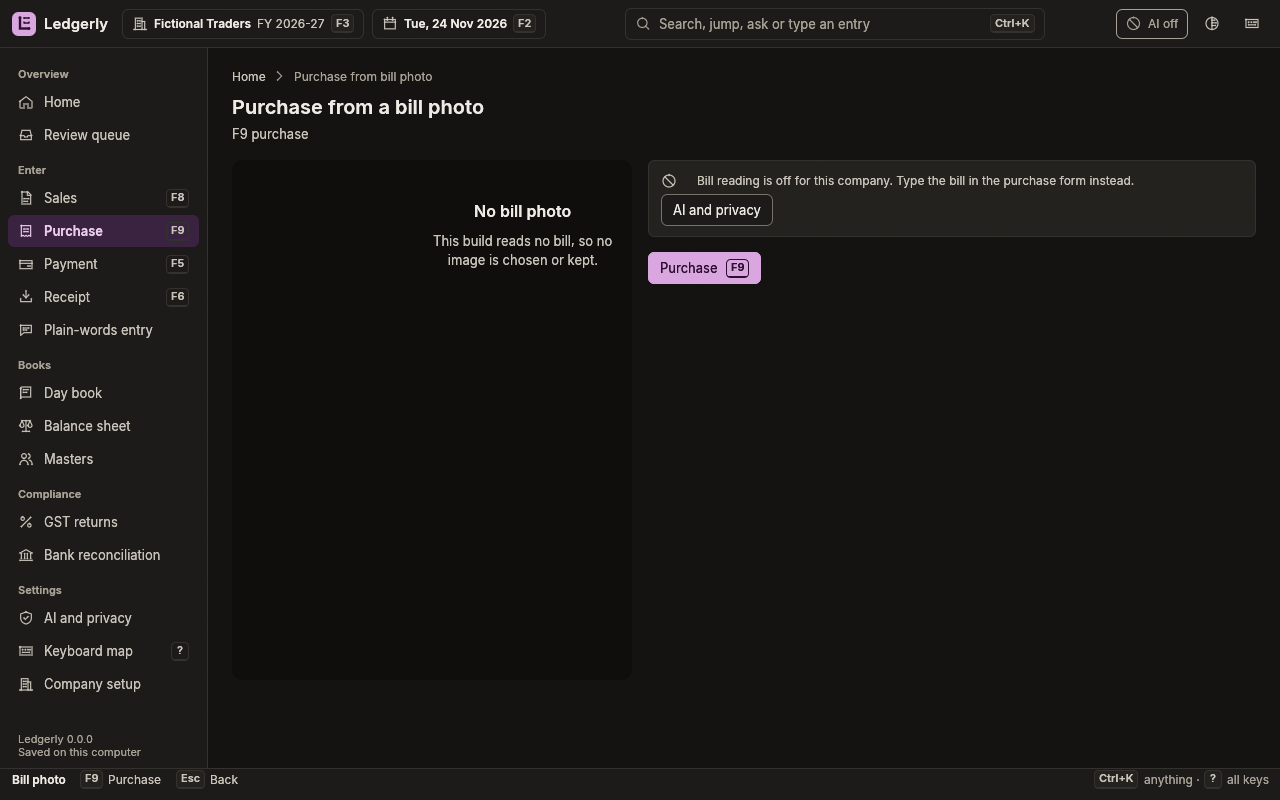 Ledgerly
Fictional Traders FY 2026-27 F3
Tue, 24 Nov 2026 F2
Search, jump, ask or type an entry Ctrl+K
AI off
Overview
Home
Review queue
Enter
Sales F8
Purchase F9
Payment F5
Receipt F6
Plain-words entry
Books
Day book
Balance sheet
Masters
Compliance
GST returns
Bank reconciliation
Settings
AI and privacy
Keyboard map ?
Company setup
Ledgerly 0.0.0
Saved on this computer
Home Purchase from bill photo
Purchase from a bill photo
F9 purchase
No bill photo
This build reads no bill, so no
image is chosen or kept.
Bill reading is off for this company. Type the bill in the purchase form instead.
AI and privacy
Purchase F9
Bill photo F9 Purchase Esc Back
Ctrl+K anything · ? all keys